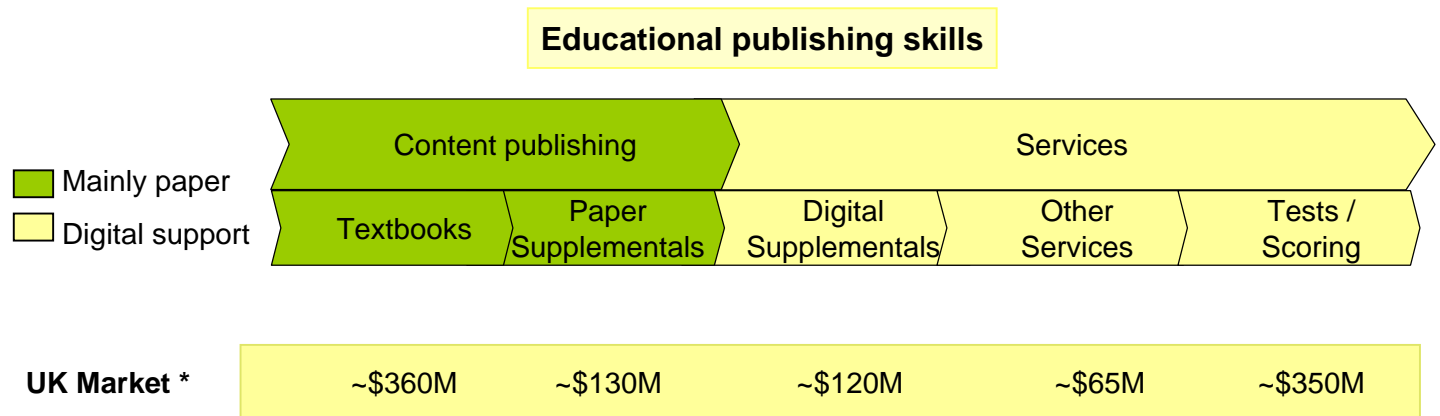 Educational publishing skills
Content publishing
Services
Mainly paper
Digital support
Textbooks
Paper
Supplementals
Digital
Supplementals
Other
Services
Tests /
Scoring
UK Market *
~$360M
~$130M
~$120M
~$65M
~$350M